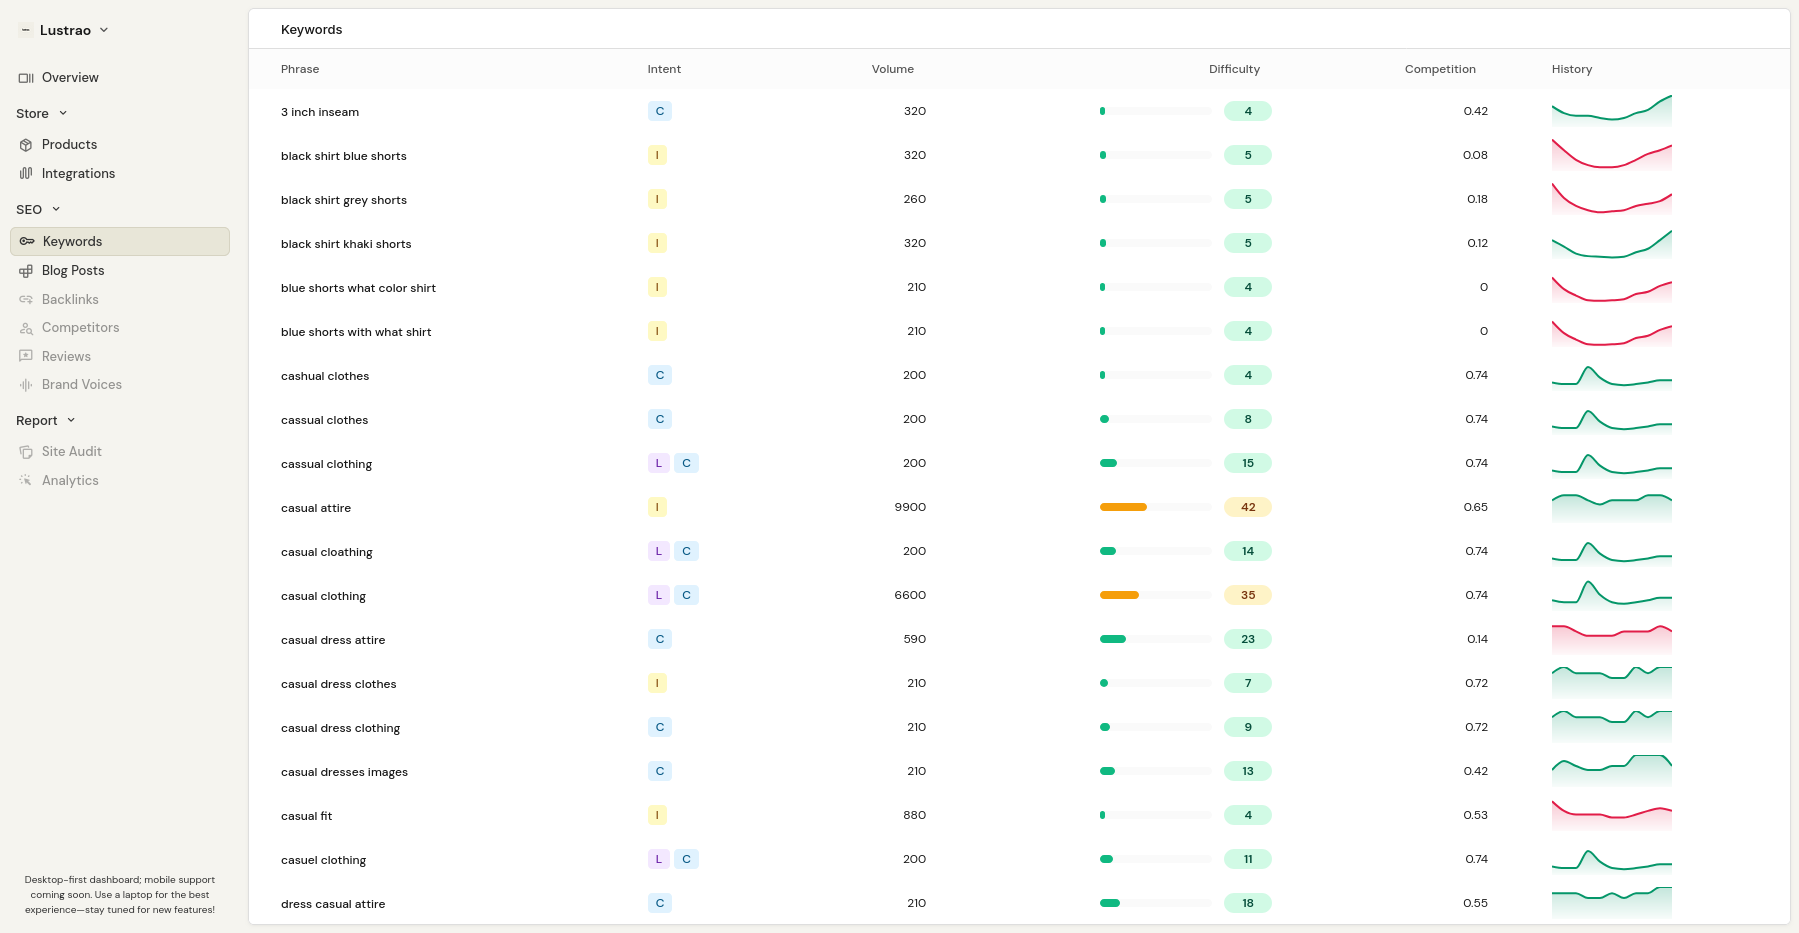 Lustrao
Overview
Store
Products
Integrations
SEO
Keywords
Blog Posts
Backlinks
Competitors
Reviews
Brand Voices
Report
Site Audit
Analytics
Desktop-first dashboard; mobile support
coming soon. Use a laptop for the best
experience—stay tuned for new features!
Keywords
Phrase Intent Volume Difficulty Competition History
3 inch inseam C 320 4 0.42
black shirt blue shorts I 320 5 0.08
black shirt grey shorts I 260 5 0.18
black shirt khaki shorts I 320 5 0.12
blue shorts what color shirt I 210 4 0
blue shorts with what shirt I 210 4 0
cashual clothes C 200 4 0.74
cassual clothes C 200 8 0.74
cassual clothing L C 200 15 0.74
casual attire I 9900 42 0.65
casual cloathing L C 200 14 0.74
casual clothing L C 6600 35 0.74
casual dress attire C 590 23 0.14
casual dress clothes I 210 7 0.72
casual dress clothing C 210 9 0.72
casual dresses images C 210 13 0.42
casual fit I 880 4 0.53
casuel clothing L C 200 11 0.74
dress casual attire C 210 18 0.55